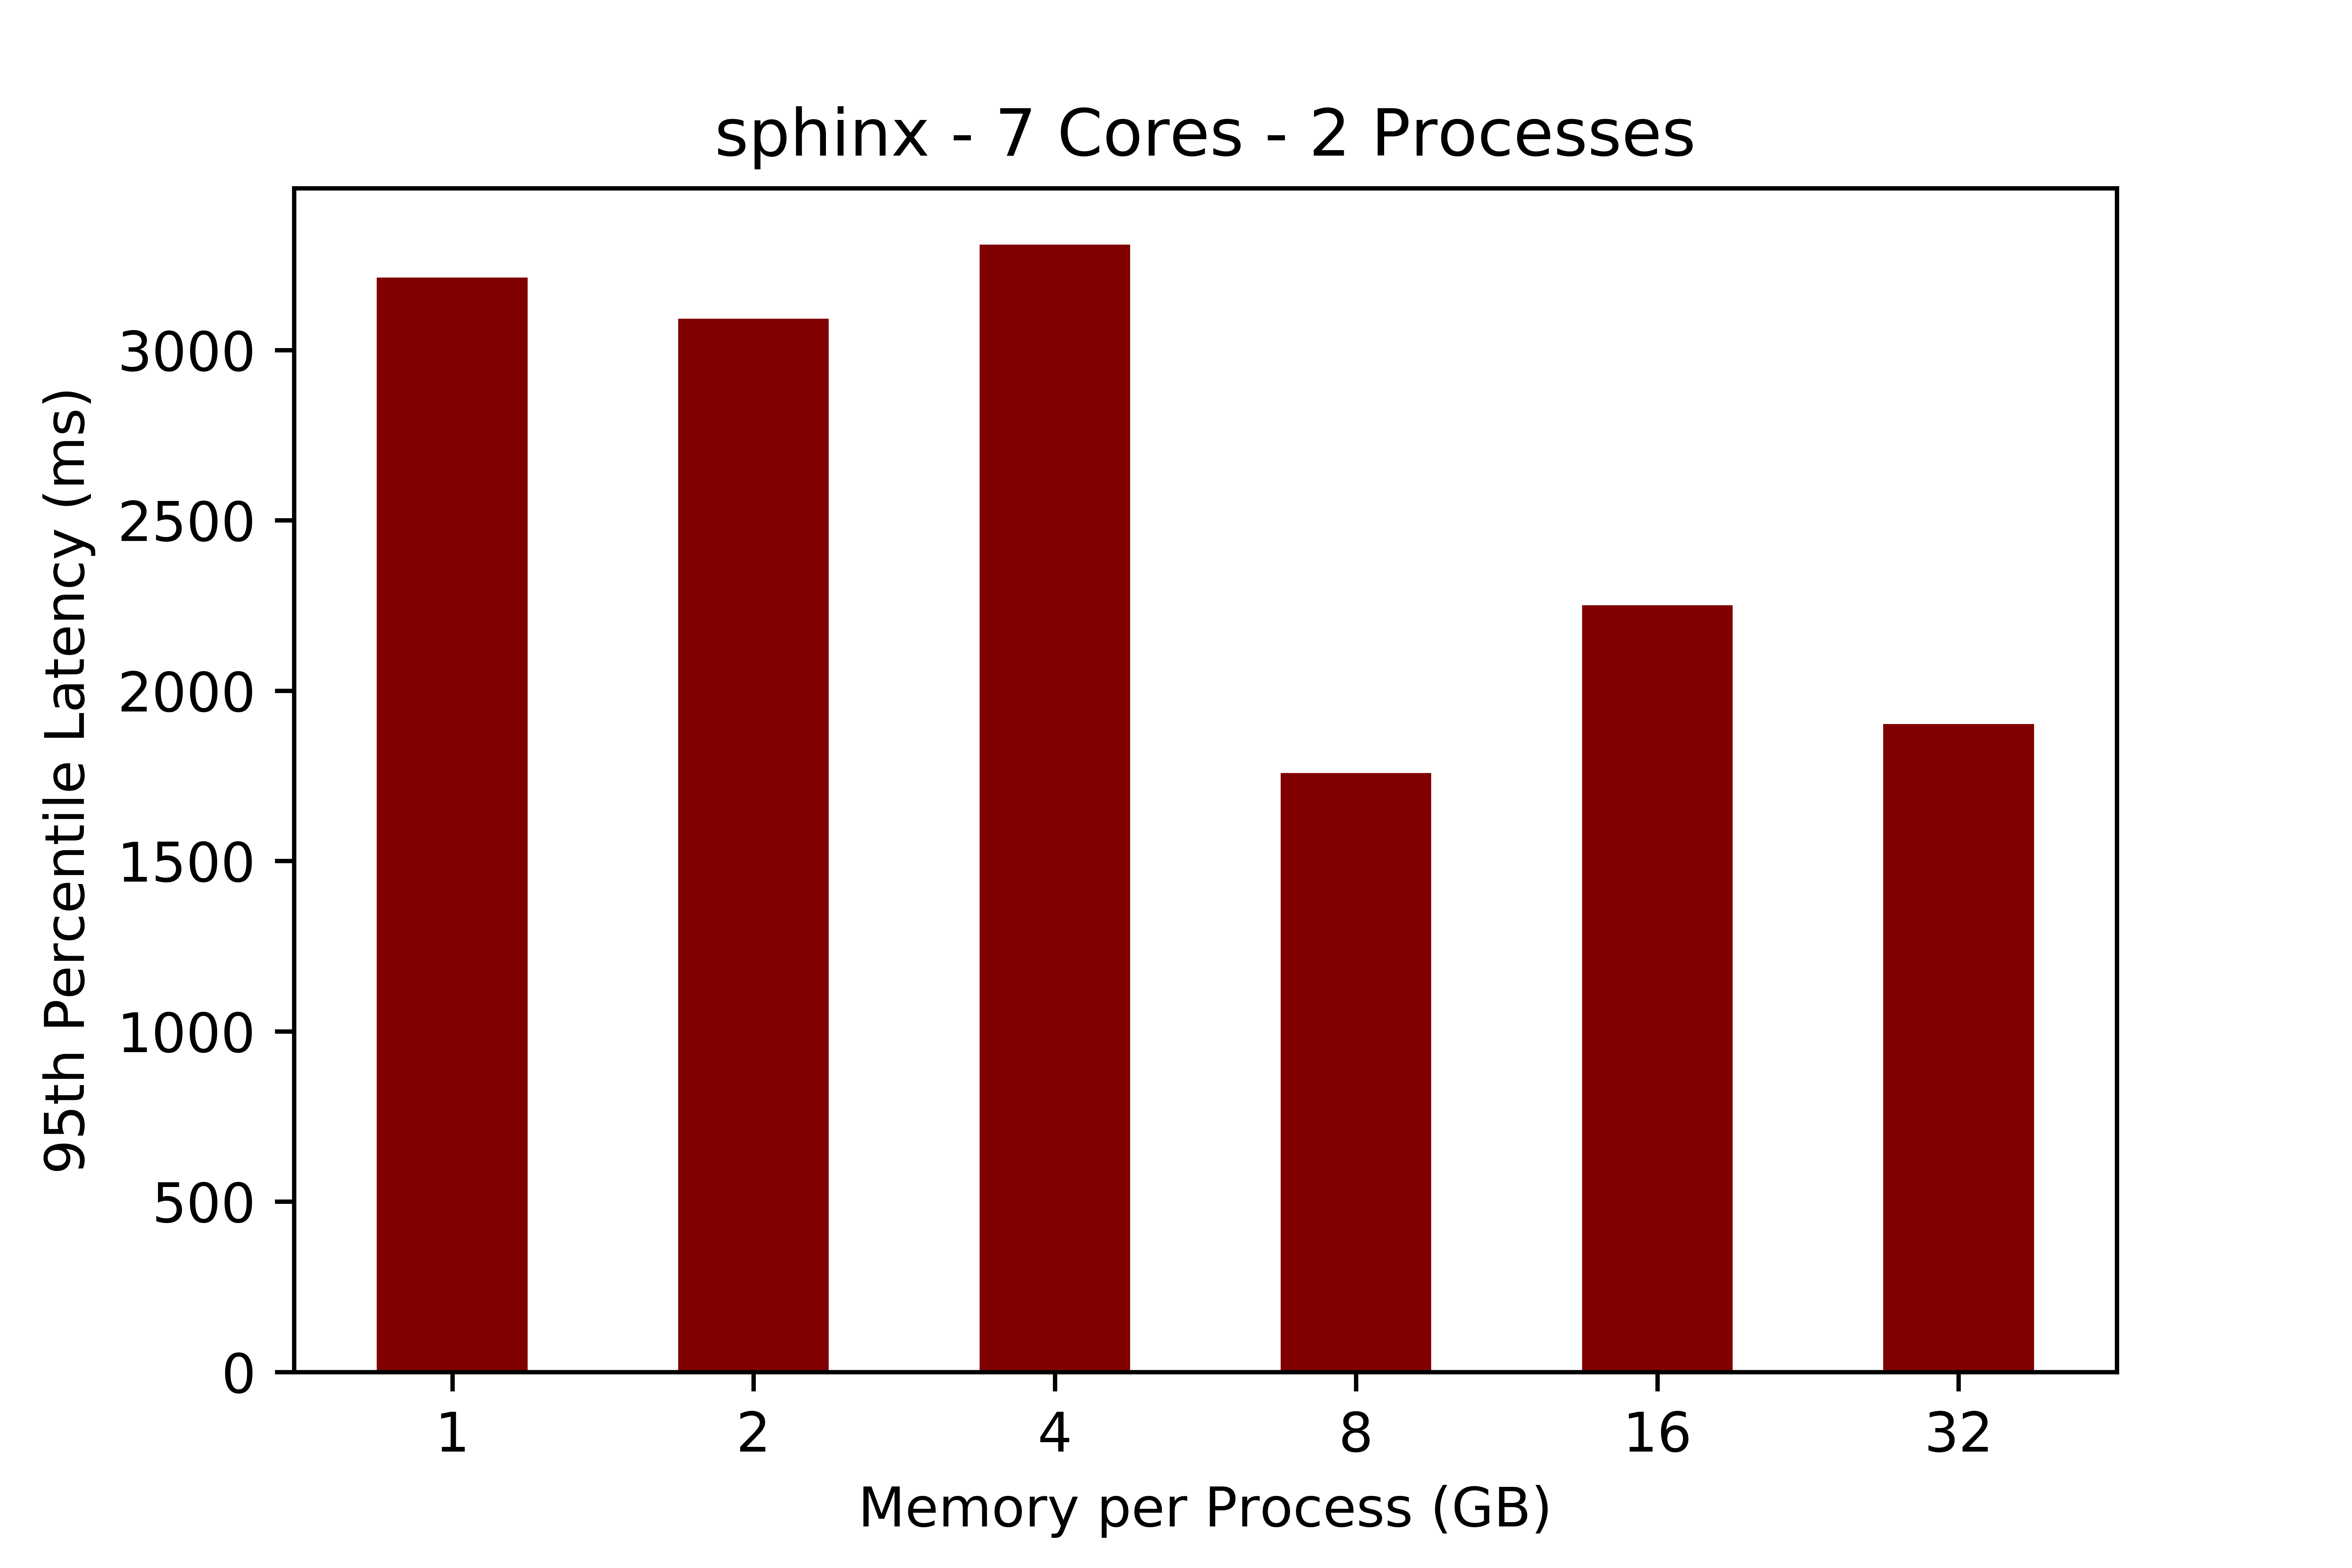 sphinx - 7 Cores - 2 Processes
95th Percentile Latency (ms)
3000
2500
2000
1500
1000
500
0
1 2 4 8 16 32
Memory per Process (GB)